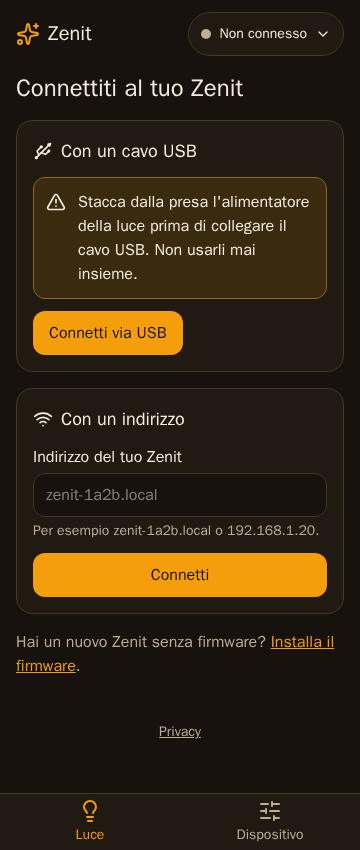 Zenit
Non connesso
Connettiti al tuo Zenit
Con un cavo USB
Stacca dalla presa l'alimentatore
della luce prima di collegare il
cavo USB. Non usarli mai
insieme.
Connetti via USB
Con un indirizzo
Indirizzo del tuo Zenit
zenit-1a2b.local
Per esempio zenit-1a2b.local o 192.168.1.20.
Connetti
Hai un nuovo Zenit senza firmware? Installa il
firmware.
Privacy
Luce
Dispositivo